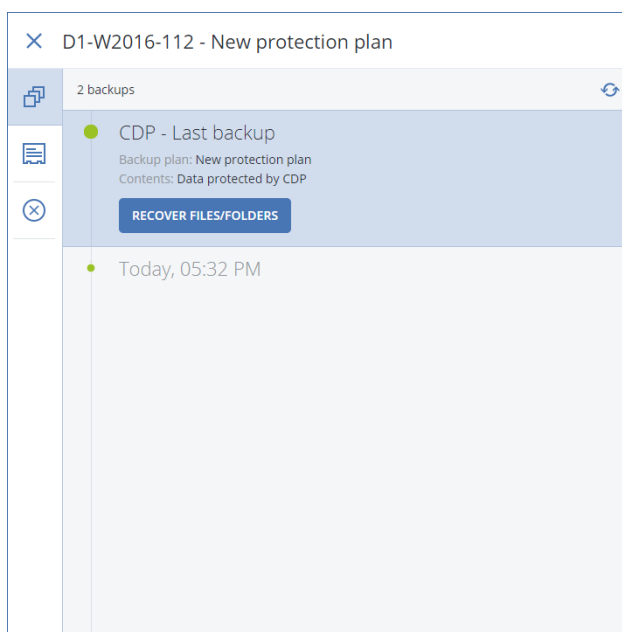 D1-W2016-112 - New protection plan
2 backups
CDP - Last backup
Backup plan: New protection plan
Contents: Data protected by CDP
RECOVER FILES/FOLDERS
Today, 05:32 PM